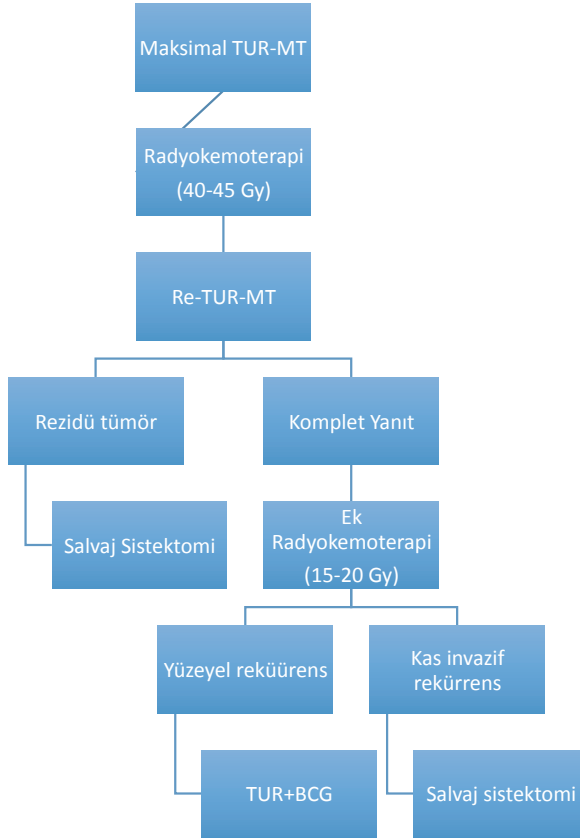 Maksimal TUR-MT
Radyokemoterapi
(40-45 Gy)
Re-TUR-MT
Rezidü tümör
Komplet Yanıt
Salvaj Sistektomi
Ek
Radyokemoterapi
(15-20 Gy)
Yüzeyel reküürens
Kas invazif
rekürrens
TUR+BCG
Salvaj sistektomi